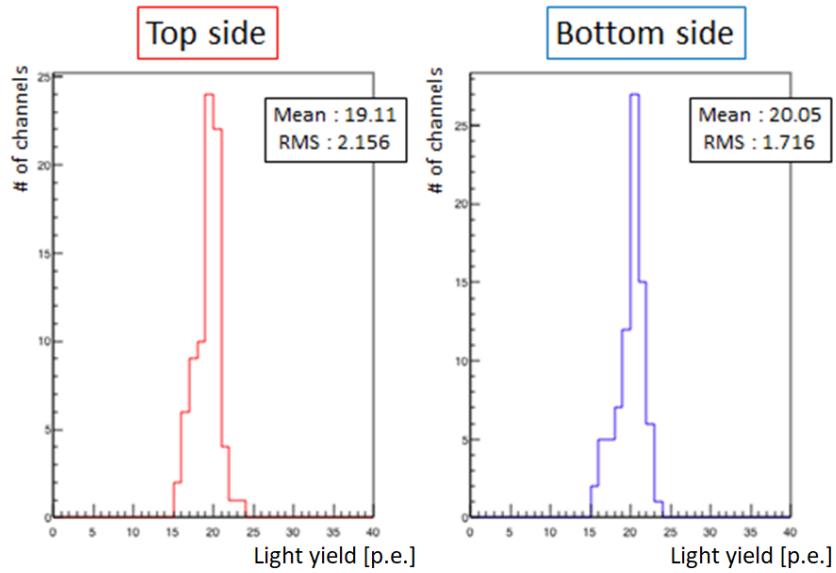 Top side
# of channels
25
20
15
10
5
0
Mean : 19.11
RMS : 2.156
0 5 10 15 20 25 30 35 40
Light yield [p.e.]
Bottom side
# of channels
25
20
15
10
5
0
Mean : 20.05
RMS : 1.716
0 5 10 15 20 25 30 35 40
Light yield [p.e.]